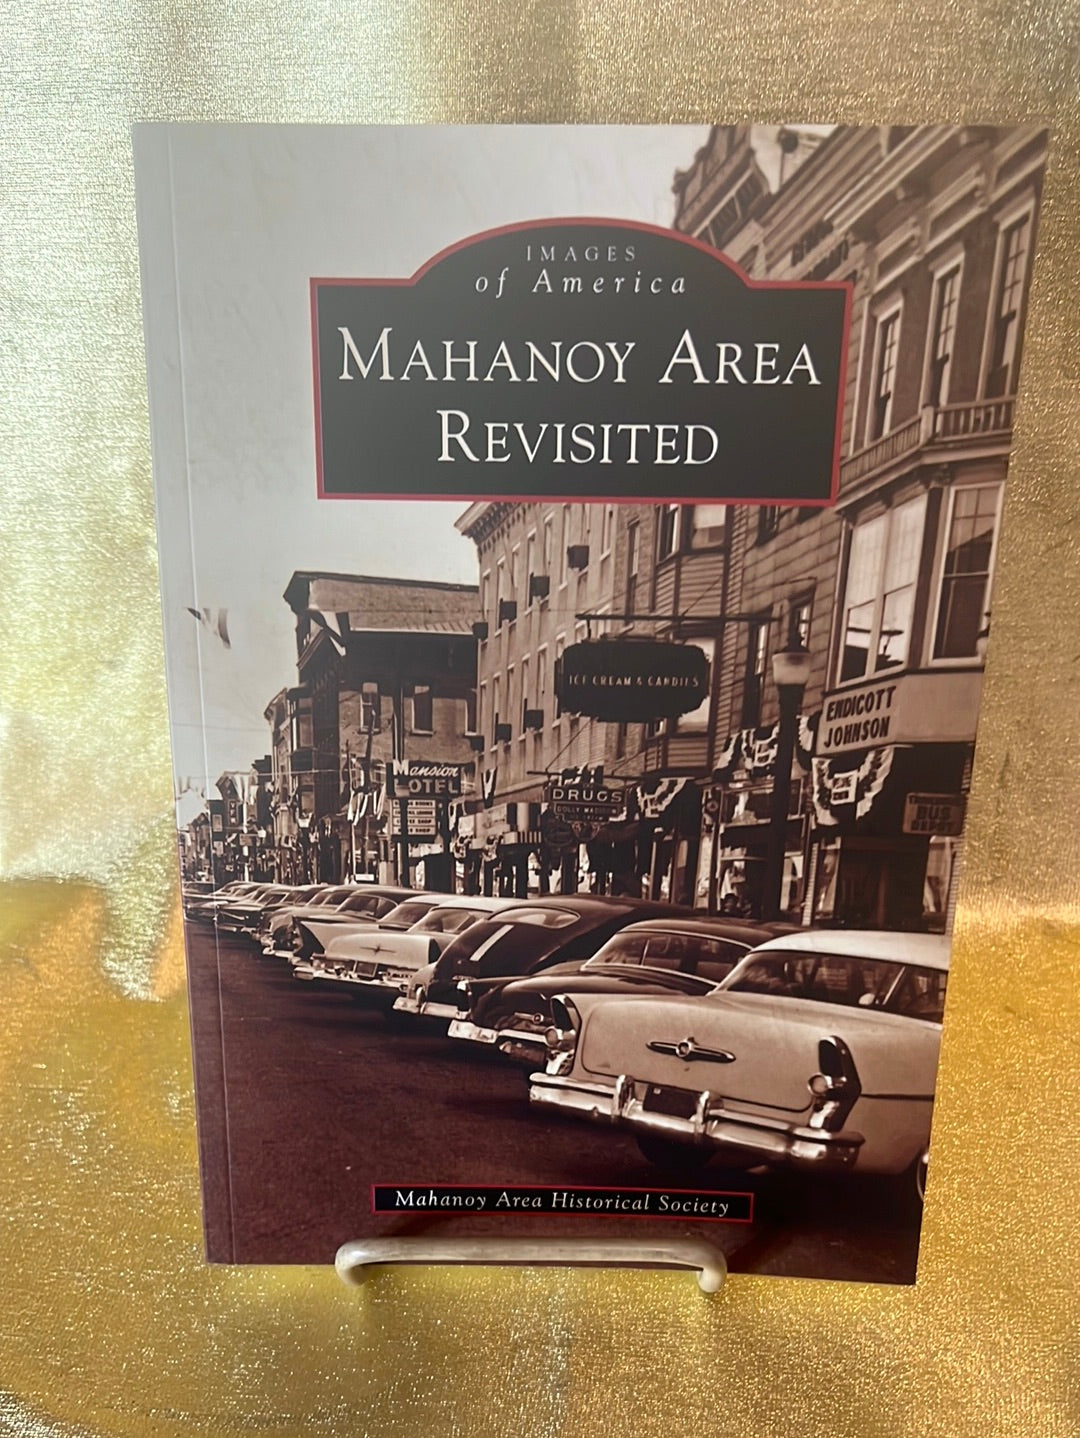 IMAGES
of America
MAHANOY AREA
REVISITED
ICE CREAM & CANDIES
ENDICOTT
JOHNSON
Mansion
OTEL
DRUGS
BUS
Mahanoy Area Historical Society